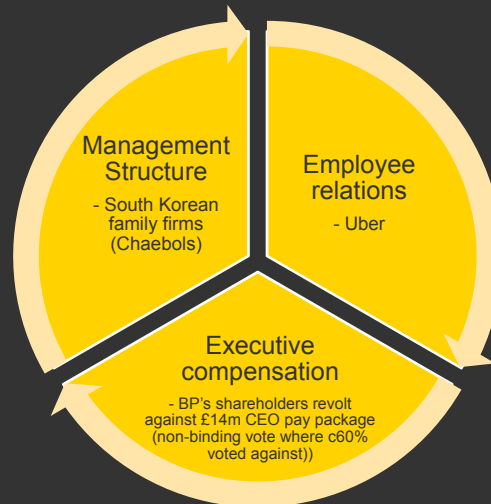 Management
Structure
- South Korean
family firms
(Chaebols)
Employee
relations
- Uber
Executive
compensation
- BP's shareholders revolt
against £14m CEO pay package
(non-binding vote where c60%
voted against))